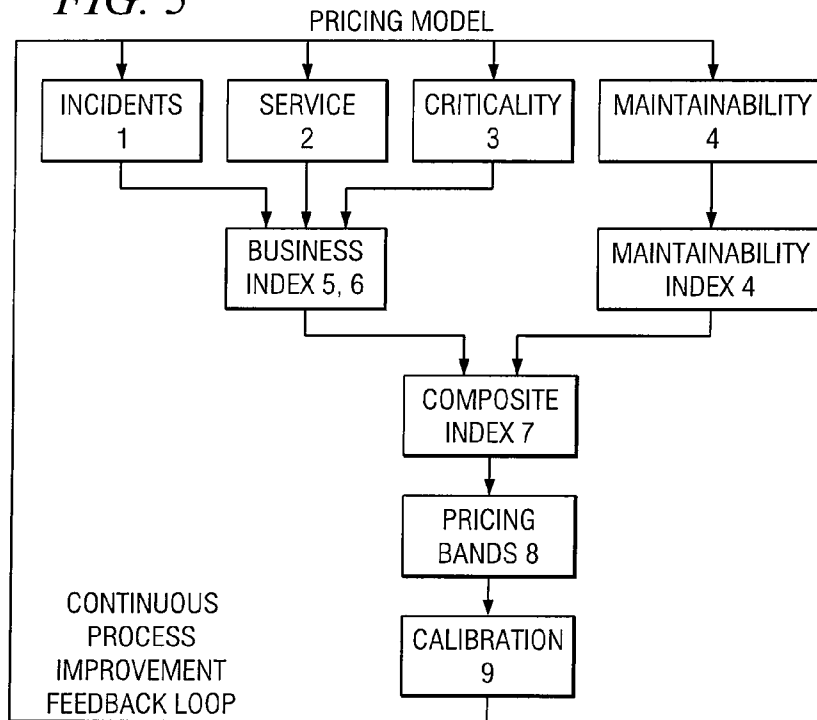 FIG. 5
PRICING MODEL
INCIDENTS
1
SERVICE
2
CRITICALITY
3
MAINTAINABILITY
4
BUSINESS
INDEX 5, 6
MAINTAINABILITY
INDEX 4
COMPOSITE
INDEX 7
PRICING
BANDS 8
CALIBRATION
9
CONTINUOUS
PROCESS
IMPROVEMENT
FEEDBACK LOOP